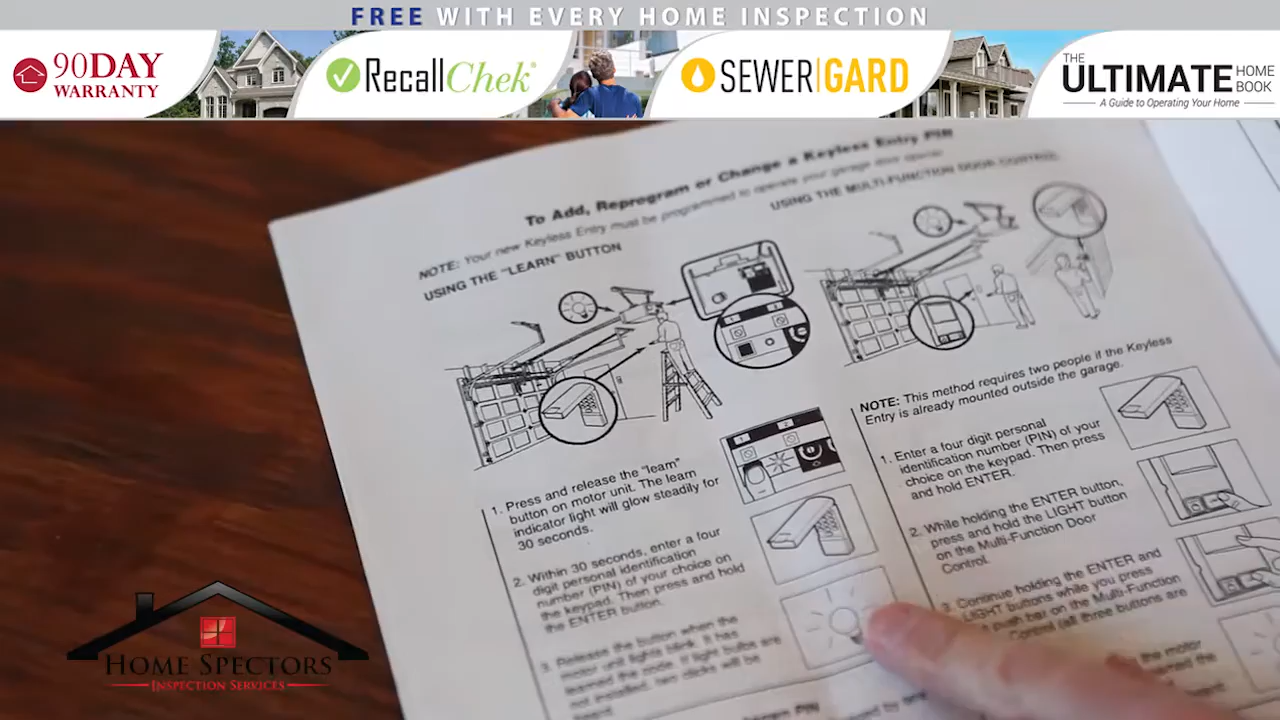 FREE WITH EVERY HOME INSPECTION
90DAY
WARRANTY
RecallChek®
SEWER|GARD
THE
ULTIMATE HOME
BOOK
A Guide to Operating Your Home
To Add, Reprogram or Change a Keyless Entry PIN
NOTE: Your new Keyless Entry must be programmed to operate your garage door opener.
USING THE "LEARN" BUTTON
1. Press and release the "learn"
button on motor unit. The learn
indicator light will glow steadily for
30 seconds.
2. Within 30 seconds, enter a four
digit personal identification
number (PIN) of your choice on
the keypad. Then press and hold
the ENTER button.
3. Release the button when the
motor unit lights blink. It has
learned the code. If light bulbs are
not installed, two clicks will be
heard.
USING THE MULTI-FUNCTION DOOR CONTROL
NOTE: This method requires two people if the Keyless
Entry is already mounted outside the garage.
1. Enter a four digit personal
identification number (PIN) of your
choice on the keypad. Then press
and hold ENTER.
2. While holding the ENTER button,
press and hold the LIGHT button
on the Multi-Function Door
Control.
3. Continue holding the ENTER and
LIGHT buttons while you press
push bar on the Multi-Function
Control (all three buttons are
the motor
PIN
HOME SPECTORS
INSPECTION SERVICES